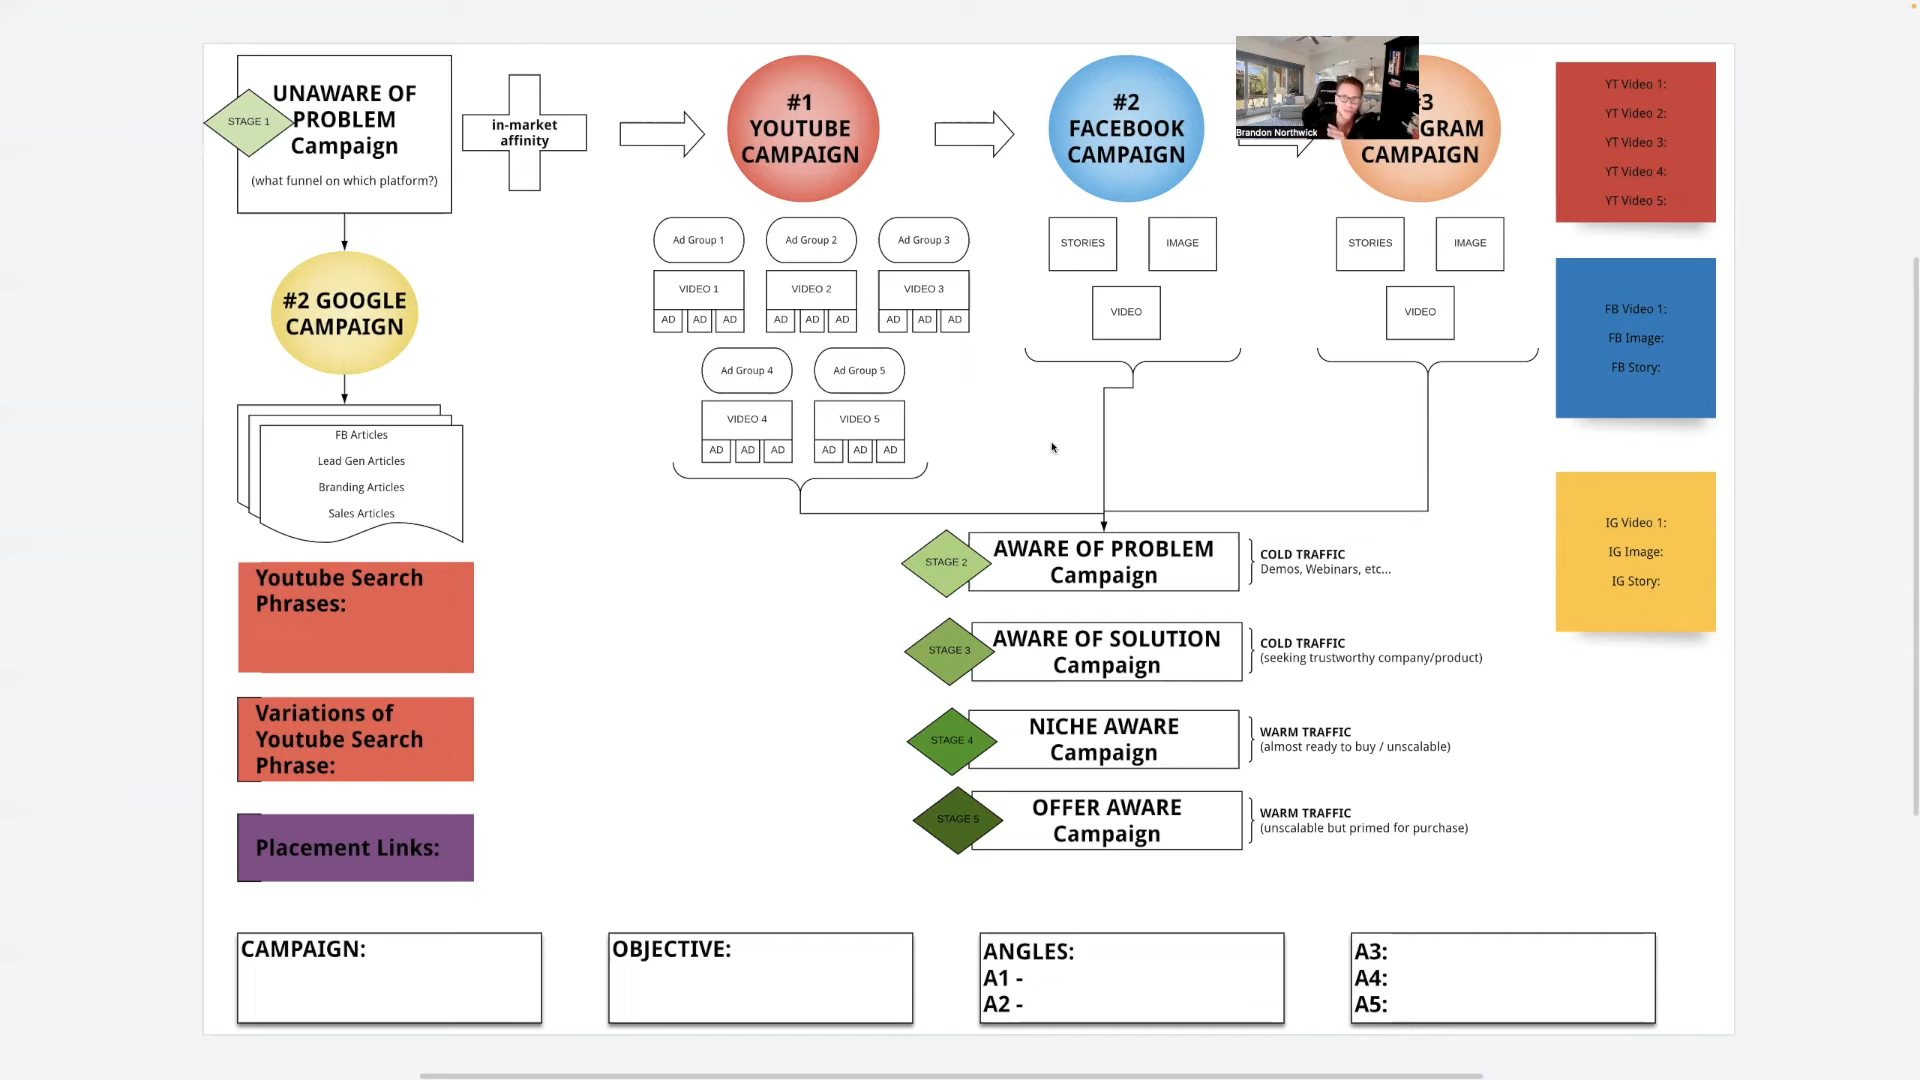 UNAWARE OF
PROBLEM
Campaign
(what funnel on which platform?)
STAGE 1
in-market
affinity
#1
YOUTUBE
CAMPAIGN
#2
FACEBOOK
CAMPAIGN
#3
GRAM
CAMPAIGN
Brandon Northwick
YT Video 1:
YT Video 2:
YT Video 3:
YT Video 4:
YT Video 5:
Ad Group 1
Ad Group 2
Ad Group 3
VIDEO 1
VIDEO 2
VIDEO 3
AD AD AD
AD AD AD
AD AD AD
Ad Group 4
Ad Group 5
VIDEO 4
VIDEO 5
AD AD AD
AD AD AD
STORIES
IMAGE
VIDEO
STORIES
IMAGE
VIDEO
FB Video 1:
FB Image:
FB Story:
#2 GOOGLE
CAMPAIGN
FB Articles
Lead Gen Articles
Branding Articles
Sales Articles
IG Video 1:
IG Image:
IG Story:
Youtube Search
Phrases:
Variations of
Youtube Search
Phrase:
Placement Links:
STAGE 2
AWARE OF PROBLEM
Campaign
COLD TRAFFIC
Demos, Webinars, etc...
STAGE 3
AWARE OF SOLUTION
Campaign
COLD TRAFFIC
(seeking trustworthy company/product)
STAGE 4
NICHE AWARE
Campaign
WARM TRAFFIC
(almost ready to buy / unscalable)
STAGE 5
OFFER AWARE
Campaign
WARM TRAFFIC
(unscalable but primed for purchase)
CAMPAIGN:
OBJECTIVE:
ANGLES:
A1 -
A2 -
A3:
A4:
A5: